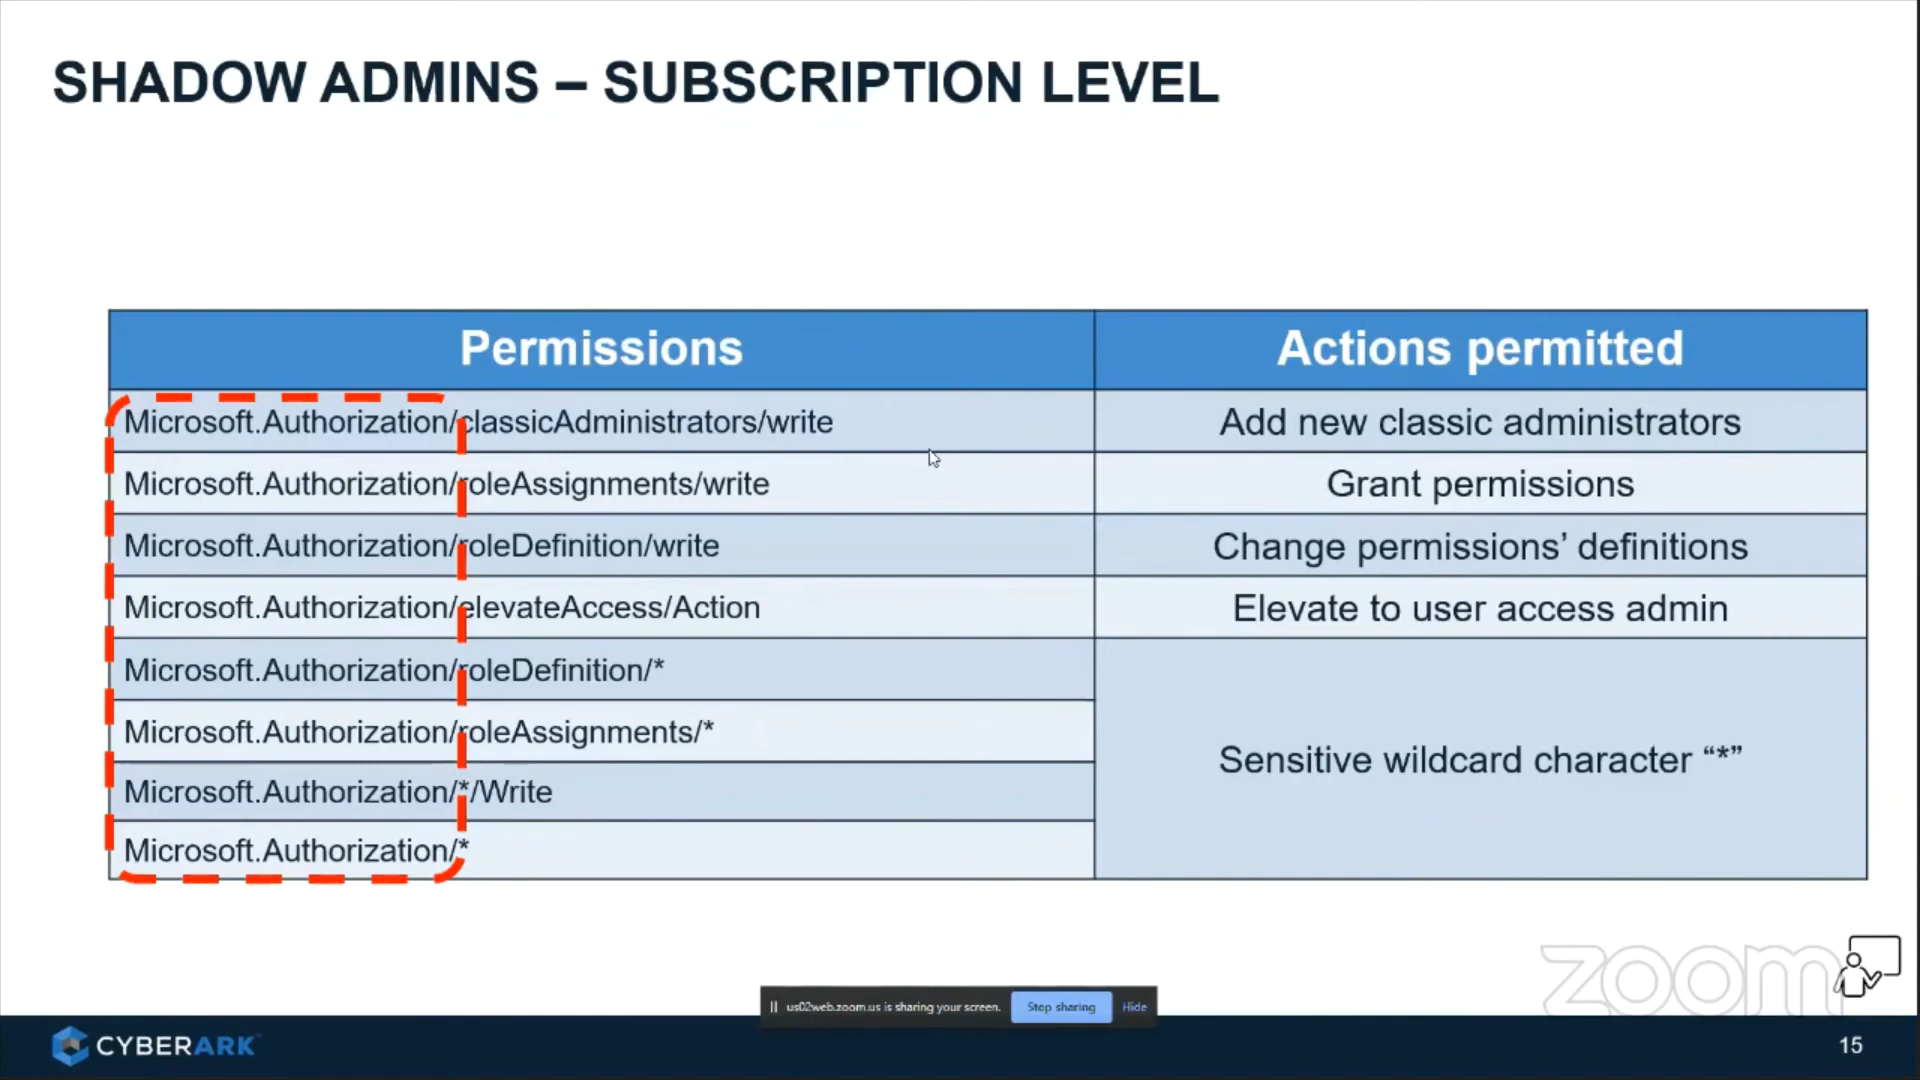 SHADOW ADMINS – SUBSCRIPTION LEVEL
Permissions
Actions permitted
Microsoft.Authorization/classicAdministrators/write
Add new classic administrators
Microsoft.Authorization/roleAssignments/write
Grant permissions
Microsoft.Authorization/roleDefinition/write
Change permissions’ definitions
Microsoft.Authorization/elevateAccess/Action
Elevate to user access admin
Microsoft.Authorization/roleDefinition/*
Microsoft.Authorization/roleAssignments/*
Sensitive wildcard character “*”
Microsoft.Authorization/*/Write
Microsoft.Authorization/*
zoom
us02web.zoom.us is sharing your screen.
Stop sharing
Hide
CYBERARK
15